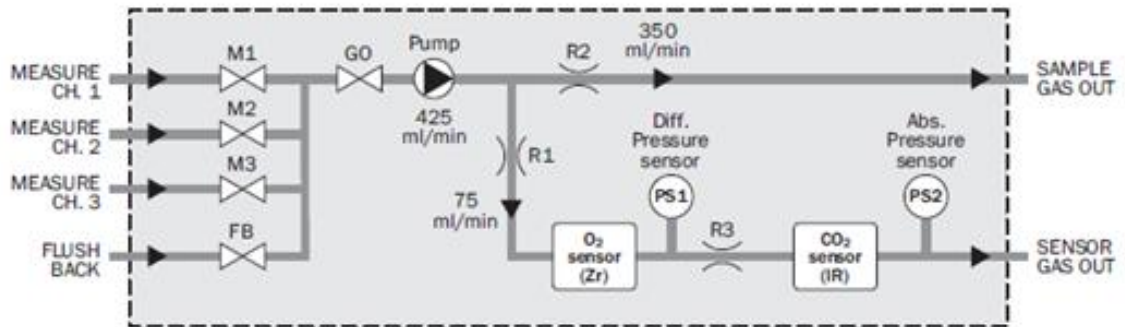 MEASURE
CH. 1
M1
GO
Pump
425
ml/min
R2
350
ml/min
SAMPLE
GAS OUT
MEASURE
CH. 2
M2
MEASURE
CH. 3
M3
R1
75
ml/min
Diff.
Pressure
sensor
PS1
Abs.
Pressure
sensor
PS2
FLUSH
BACK
FB
O₂
sensor
(Zr)
R3
CO₂
sensor
(IR)
SENSOR
GAS OUT